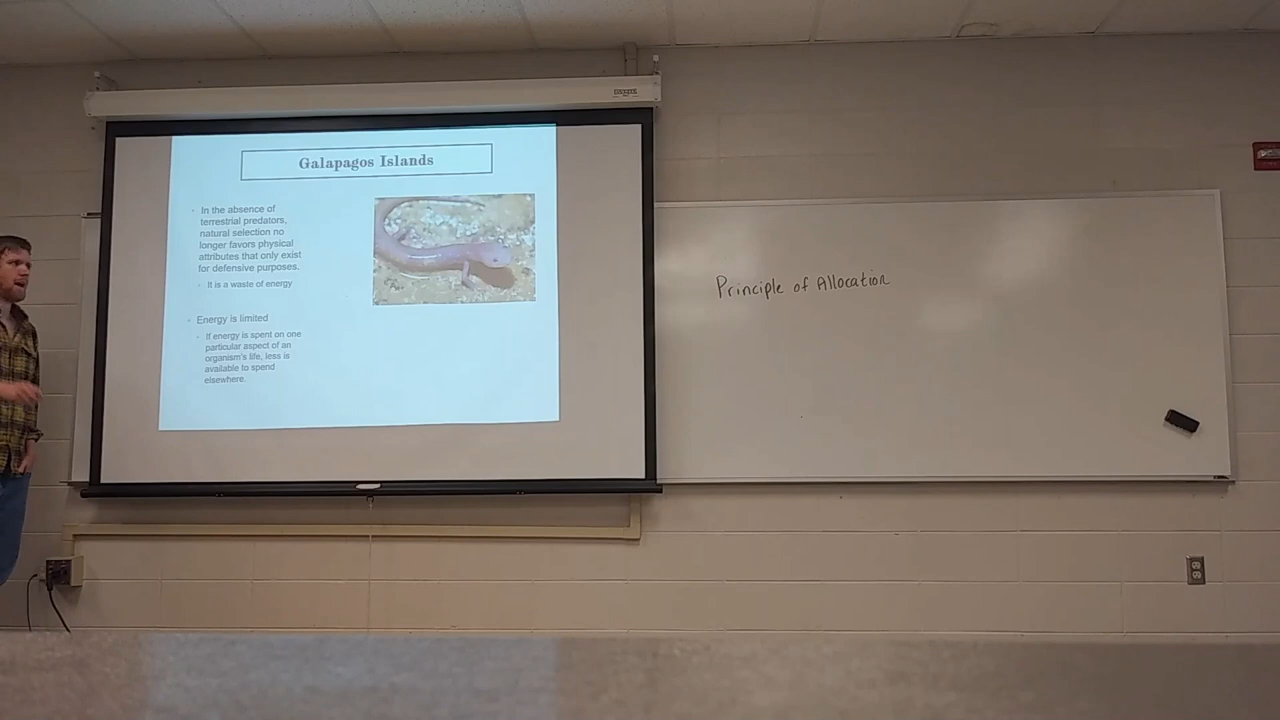 Galapagos Islands
- In the absence of
terrestrial predators,
natural selection no
longer favors physical
attributes that only exist
for defensive purposes.
- It is a waste of energy
- Energy is limited
- If energy is spent on one
particular aspect of an
organism's life, less is
available to spend
elsewhere.
Principle of Allocation